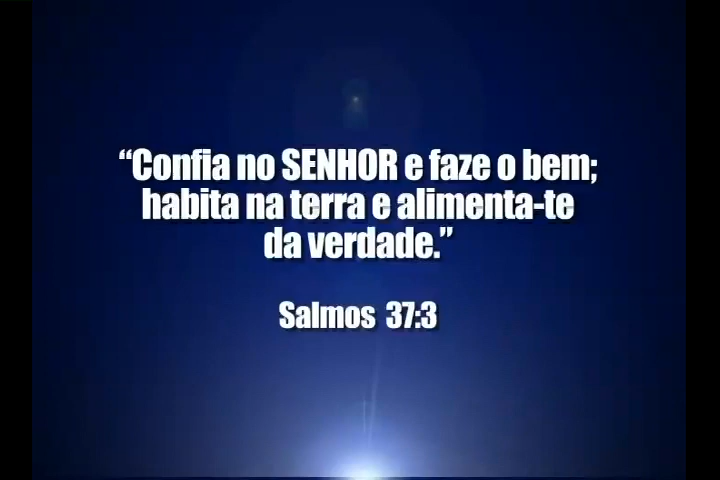 “Confia no SENHOR e faze o bem;
habita na terra e alimenta-te
da verdade.”
Salmos 37:3